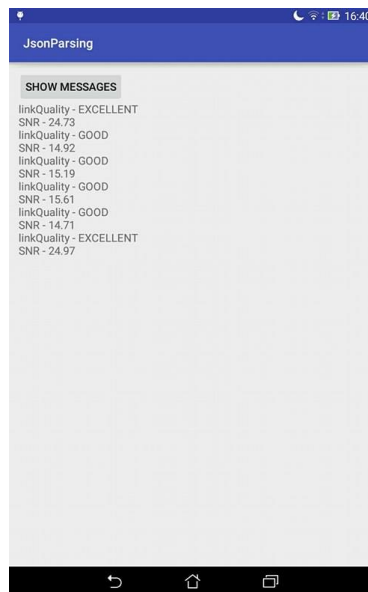 16:40
JsonParsing
SHOW MESSAGES
linkQuality - EXCELLENT
SNR - 24.73
linkQuality - GOOD
SNR - 14.92
linkQuality - GOOD
SNR - 15.19
linkQuality - GOOD
SNR - 15.61
linkQuality - GOOD
SNR - 14.71
linkQuality - EXCELLENT
SNR - 24.97